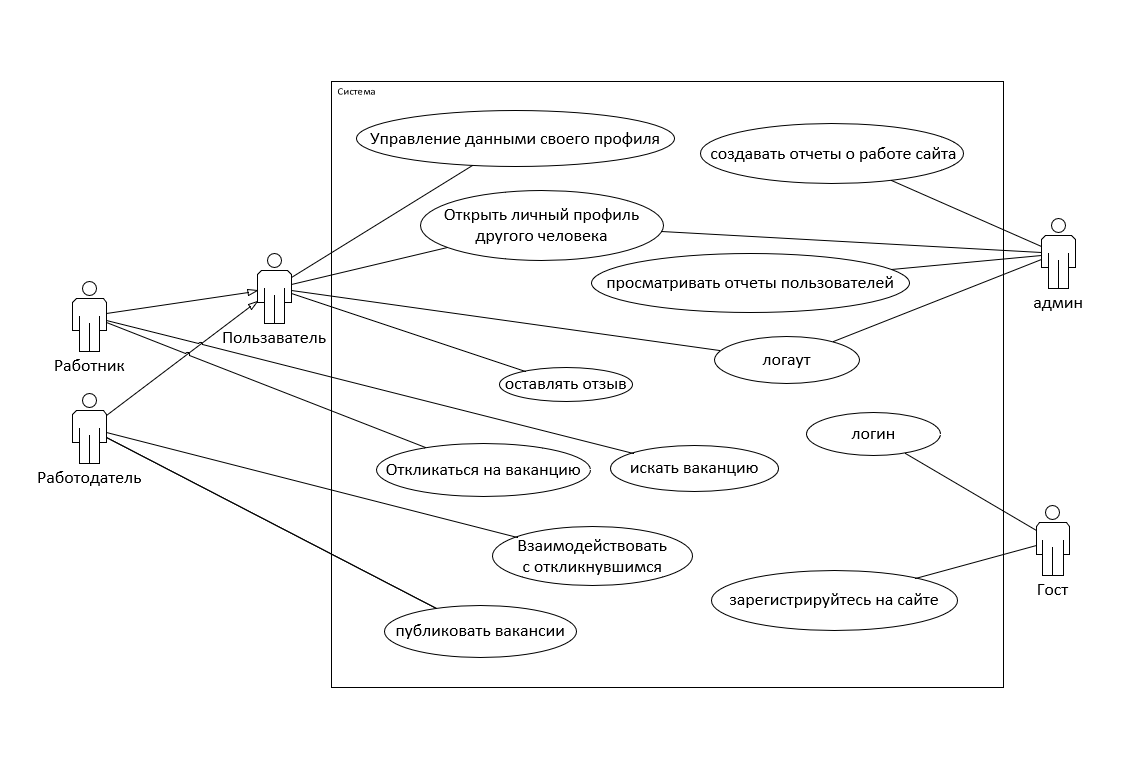 Система
Управление данными своего профиля
создавать отчеты о работе сайта
Открыть личный профиль
другого человека
просматривать отчеты пользователей
админ
Пользаватель
Работник
логаут
оставлять отзыв
логин
Откликаться на ваканцию
искать ваканцию
Работодатель
Взаимодействовать
с откликнувшимся
Гост
зарегистрируйтесь на сайте
публиковать вакансии